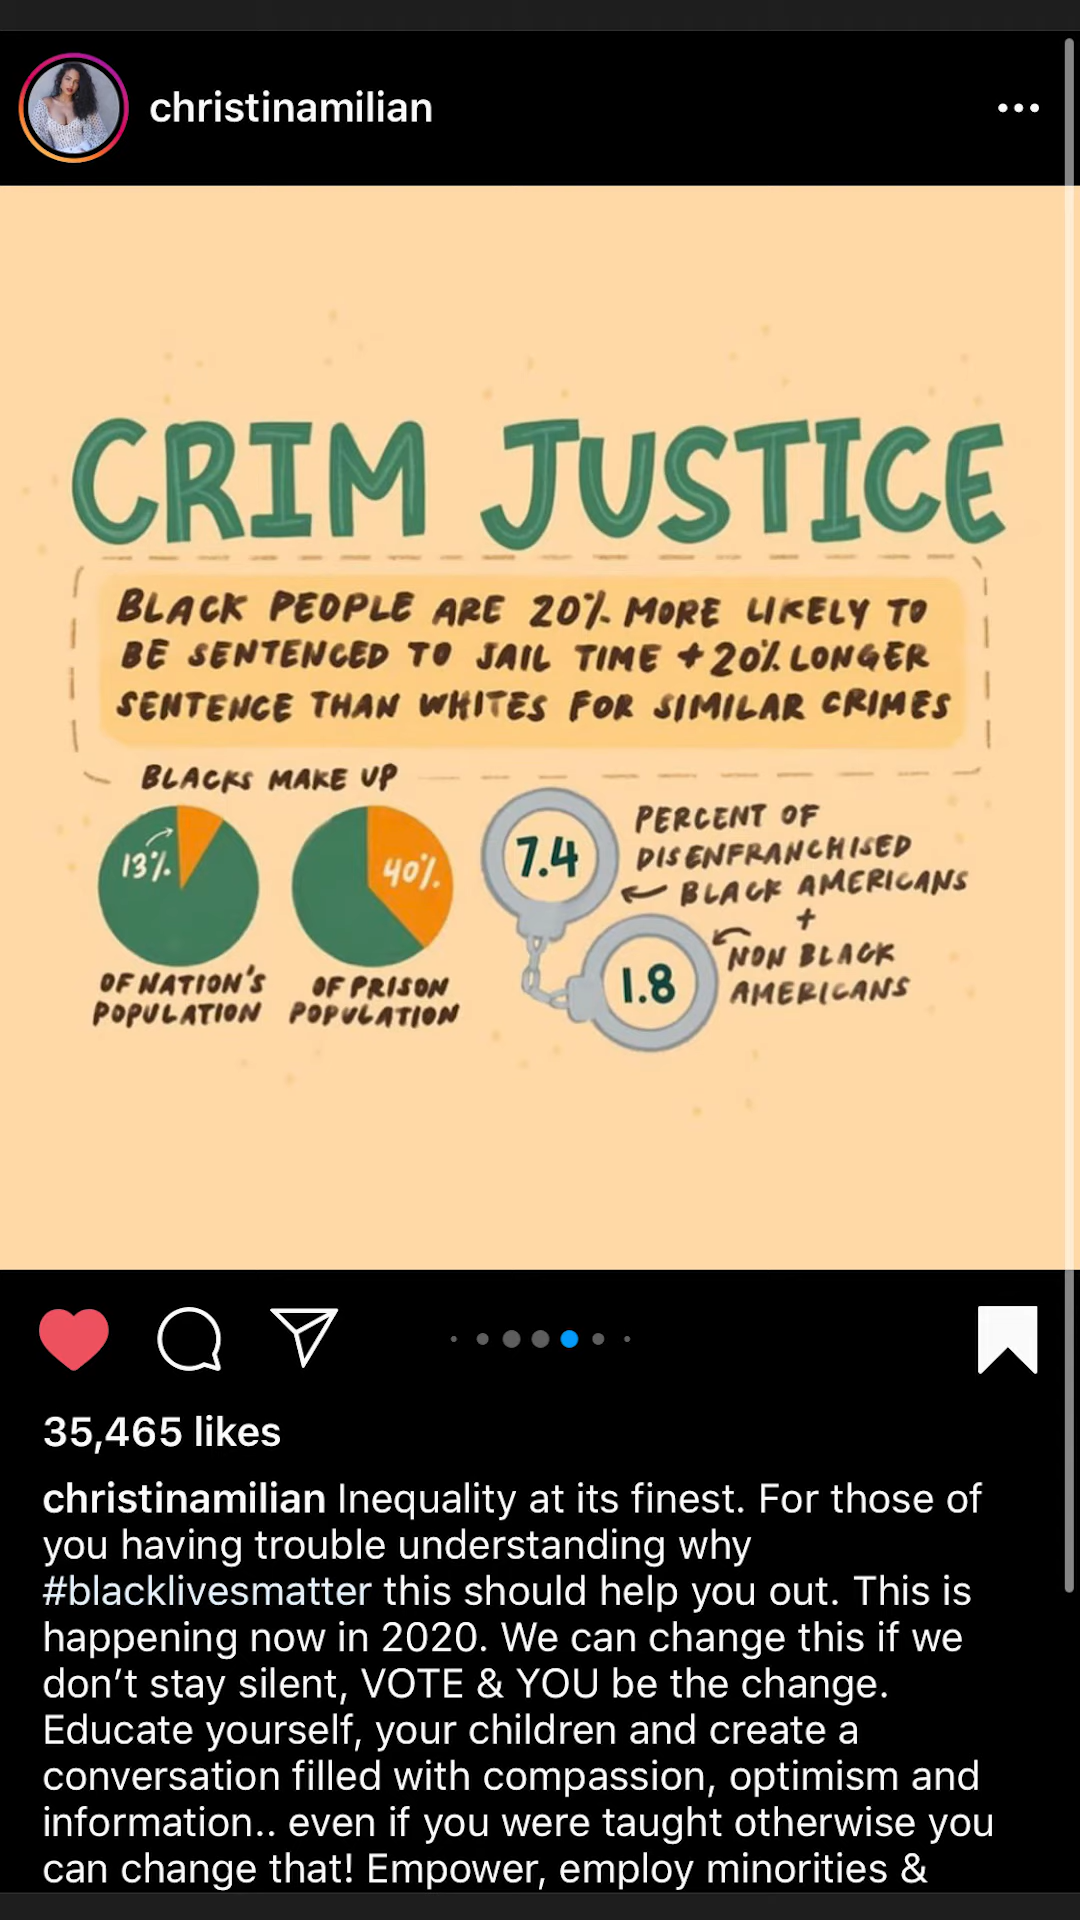 christinamilian
CRIM JUSTICE
BLACK PEOPLE ARE 20% MORE LIKELY TO
BE SENTENCED TO JAIL TIME + 20% LONGER
SENTENCE THAN WHITES FOR SIMILAR CRIMES
BLACKS MAKE UP
13%
OF NATION'S
POPULATION
40%
OF PRISON
POPULATION
7.4
PERCENT OF
DISENFRANCHISED
BLACK AMERICANS
+
1.8
NON BLACK
AMERICANS
35,465 likes
christinamilian Inequality at its finest. For those of
you having trouble understanding why
#blacklivesmatter this should help you out. This is
happening now in 2020. We can change this if we
don’t stay silent, VOTE & YOU be the change.
Educate yourself, your children and create a
conversation filled with compassion, optimism and
information.. even if you were taught otherwise you
can change that! Empower, employ minorities &